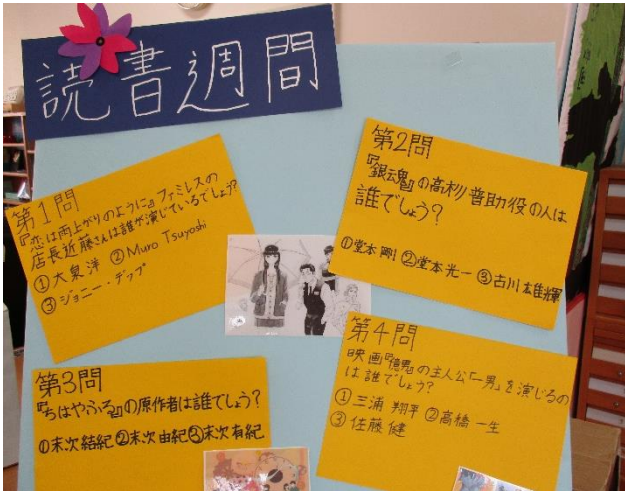 読書週間
第1問
『恋は雨上がりのように』ファミレスの
店長近藤さんは誰が演じているでしょう?
①大泉洋 ②Muro Tsuyoshi
③ジョニー・デップ
第2問
『銀魂』の高杉晋助役の人は
誰でしょう?
①堂本剛 ②堂本光一 ③古川雄輝
第3問
『ちはやふる』の原作者は誰でしょう?
①末次結紀 ②末次由紀 ③末次有紀
第4問
映画『億男』の主人公「一男」を演じるの
は誰でしょう?
①三浦 翔平 ②高橋 一生
③佐藤 健